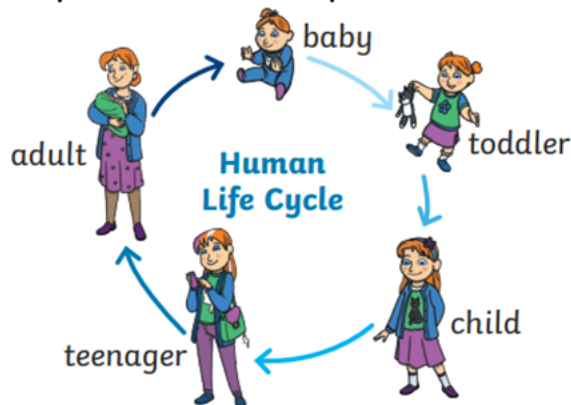 baby
toddler
adult
Human
Life Cycle
child
teenager